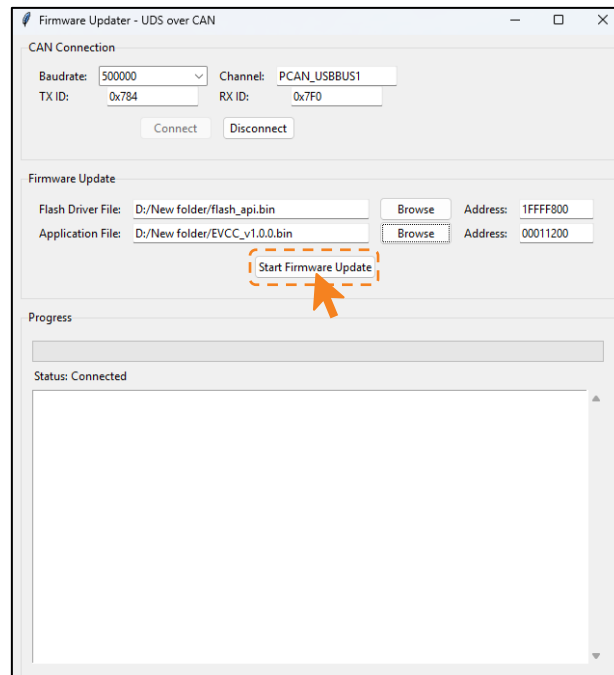 Firmware Updater - UDS over CAN
CAN Connection
Baudrate: 500000 Channel: PCAN_USBBUS1
TX ID: 0x784 RX ID: 0x7F0
Connect Disconnect
Firmware Update
Flash Driver File: D:/New folder/flash_api.bin Browse Address: 1FFFF800
Application File: D:/New folder/EVCC_v1.0.0.bin Browse Address: 00011200
Start Firmware Update
Progress
Status: Connected